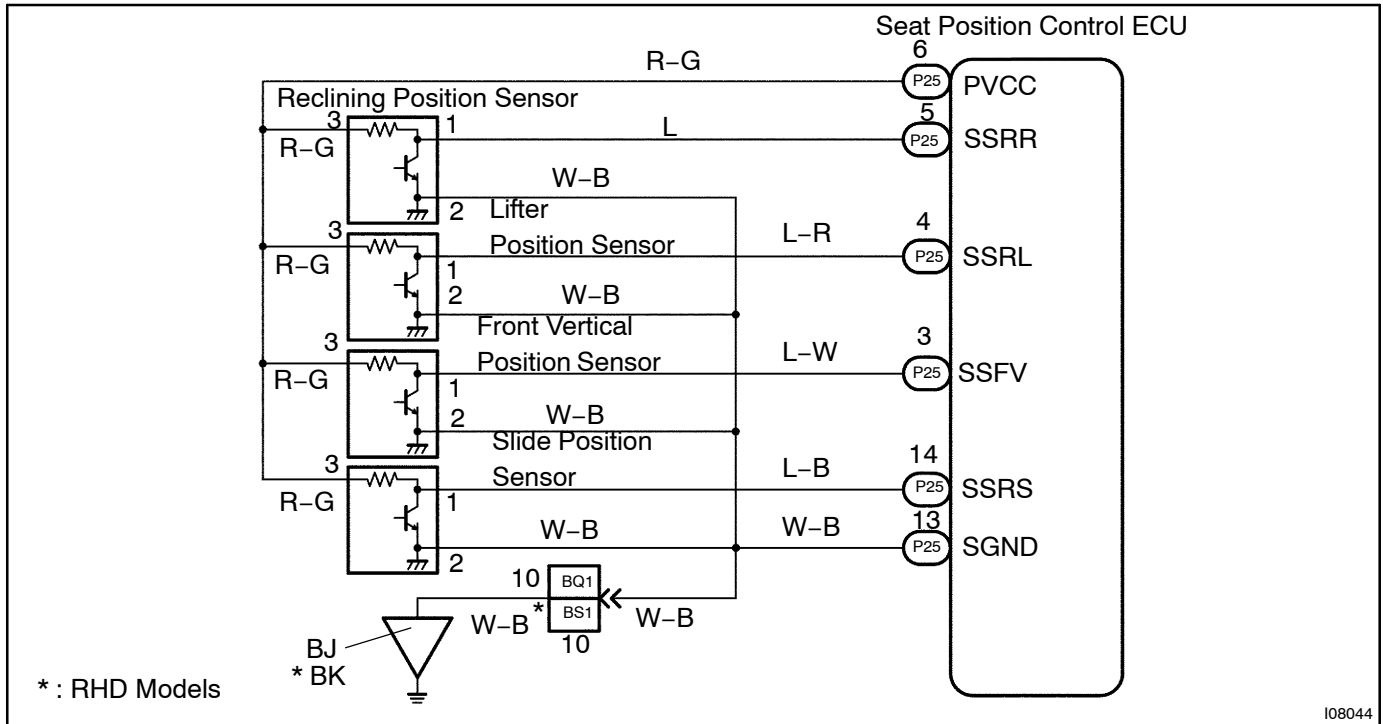 Seat Position Control ECU
6
R−G
P25
PVCC
Reclining Position Sensor
5
3
1
L
P25
SSRR
R−G
W−B
2
Lifter
3
Position Sensor
L−R
4
P25
SSRL
R−G
1
2
W−B
Front Vertical
3
Position Sensor
L−W
3
P25
SSFV
R−G
1
2
W−B
Slide Position
3
Sensor
L−B
14
P25
SSRS
R−G
1
13
W−B
W−B
P25
SGND
2
10
BQ1
W−B
*
BS1
W−B
10
BJ
* BK
* : RHD Models
I08044